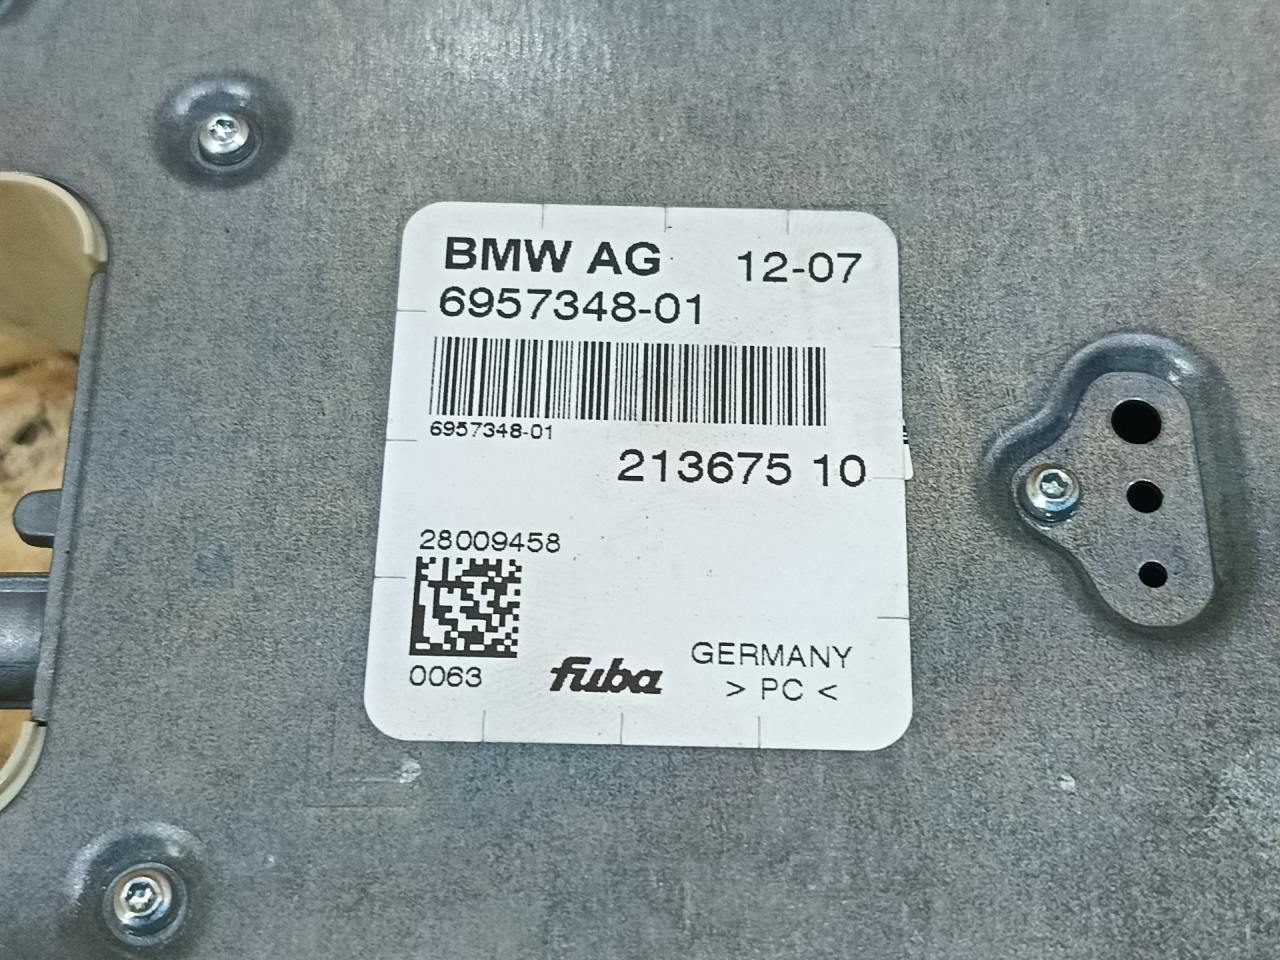 BMW AG 12-07
6957348-01
6957348-01
213675 10
28009458
0063
fuba
GERMANY
> PC <